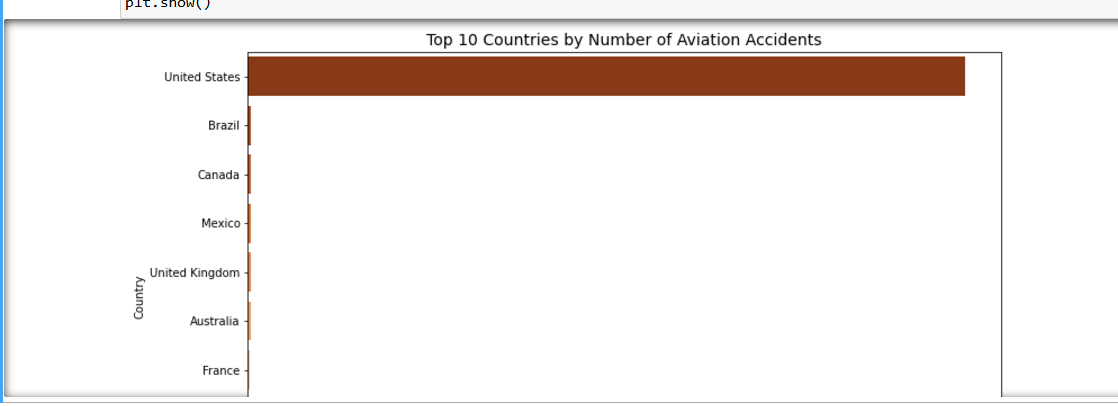 plt.show()
Top 10 Countries by Number of Aviation Accidents
United States
Brazil
Canada
Mexico
United Kingdom
Country
Australia
France